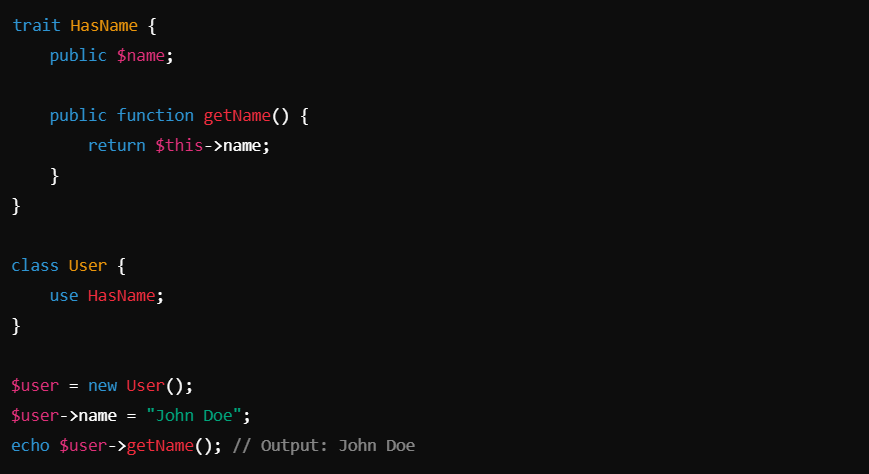 trait HasName {
    public $name;

    public function getName() {
        return $this->name;
    }
}

class User {
    use HasName;
}

$user = new User();
$user->name = "John Doe";
echo $user->getName(); // Output: John Doe